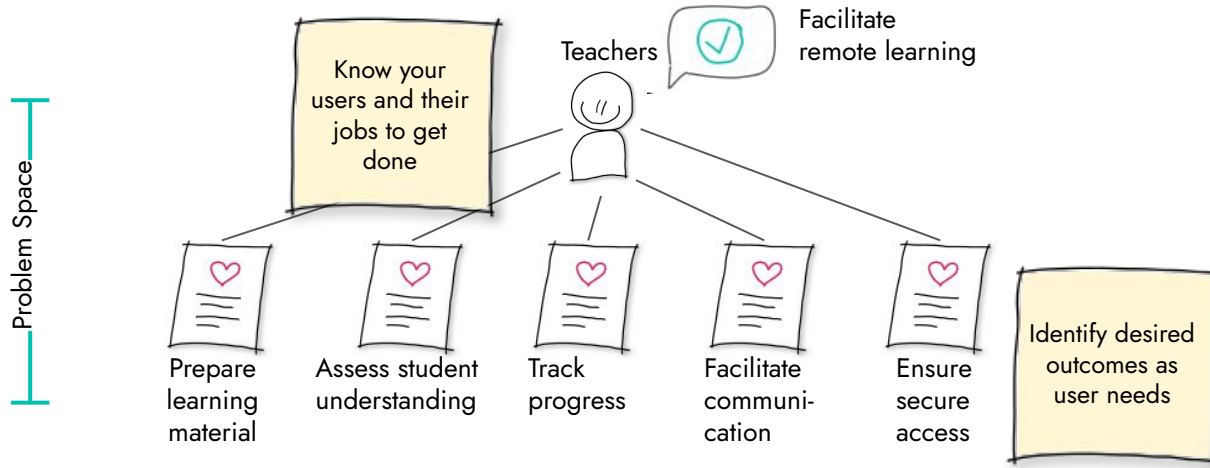 Facilitate
remote learning
Teachers
Know your
users and their
jobs to get
done
Problem Space
Prepare
learning
material
Assess student
understanding
Track
progress
Facilitate
communi-
cation
Ensure
secure
access
Identify desired
outcomes as
user needs